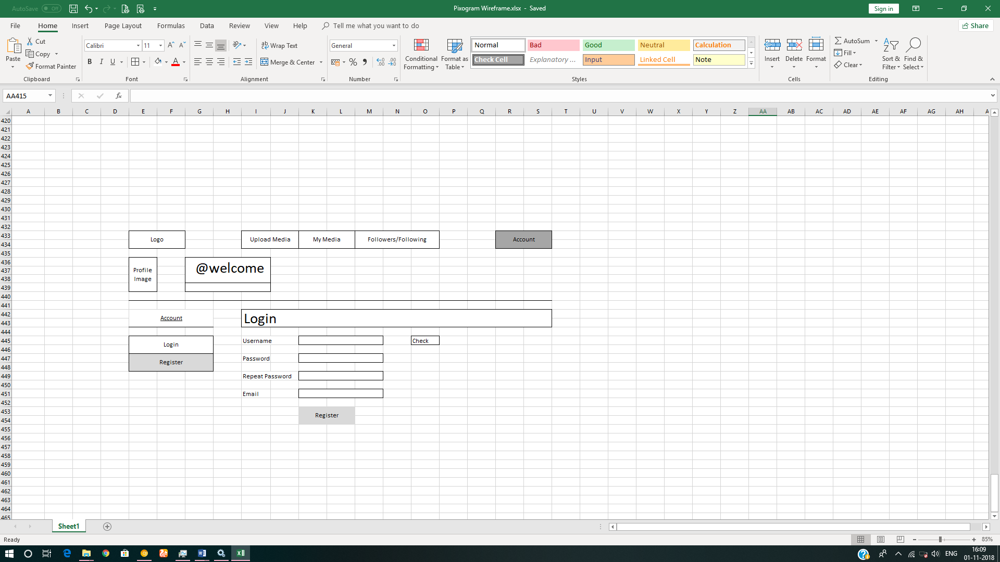 AutoSave Off Pixogram Wireframe.xlsx - Saved Sign in
File Home Insert Page Layout Formulas Data Review View Help Tell me what you want to do Share
Paste Cut
Copy
Format Painter
Clipboard
Calibri 11 A A
B I U A
Font
Wrap Text
Merge & Center
Alignment
General
% 9 .00 .00
Number
Conditional Formatting Format as Table
Normal Bad Good Neutral Calculation
Check Cell Explanatory ... Input Linked Cell Note
Styles
Insert Delete Format
Cells
AutoSum
Fill
Clear
Sort & Filter Find & Select
Editing
AA415 fx
A B C D E F G H I J K L M N O P Q R S T U V W X Y Z AA AB AC AD AE AF AG AH A
420
421
422
423
424
425
426
427
428
429
430
431
432
433
434
435
436
437
438
439
440
441
442
443
444
445
446
447
448
449
450
451
452
453
454
455
456
457
458
459
460
461
462
463
464
465
Logo Upload Media My Media Followers/Following Account
Profile Image @welcome
Account Login
Login Username Check
Register Password
Repeat Password
Email
Register
Sheet1
Ready 85%
ENG 16:09
01-11-2018